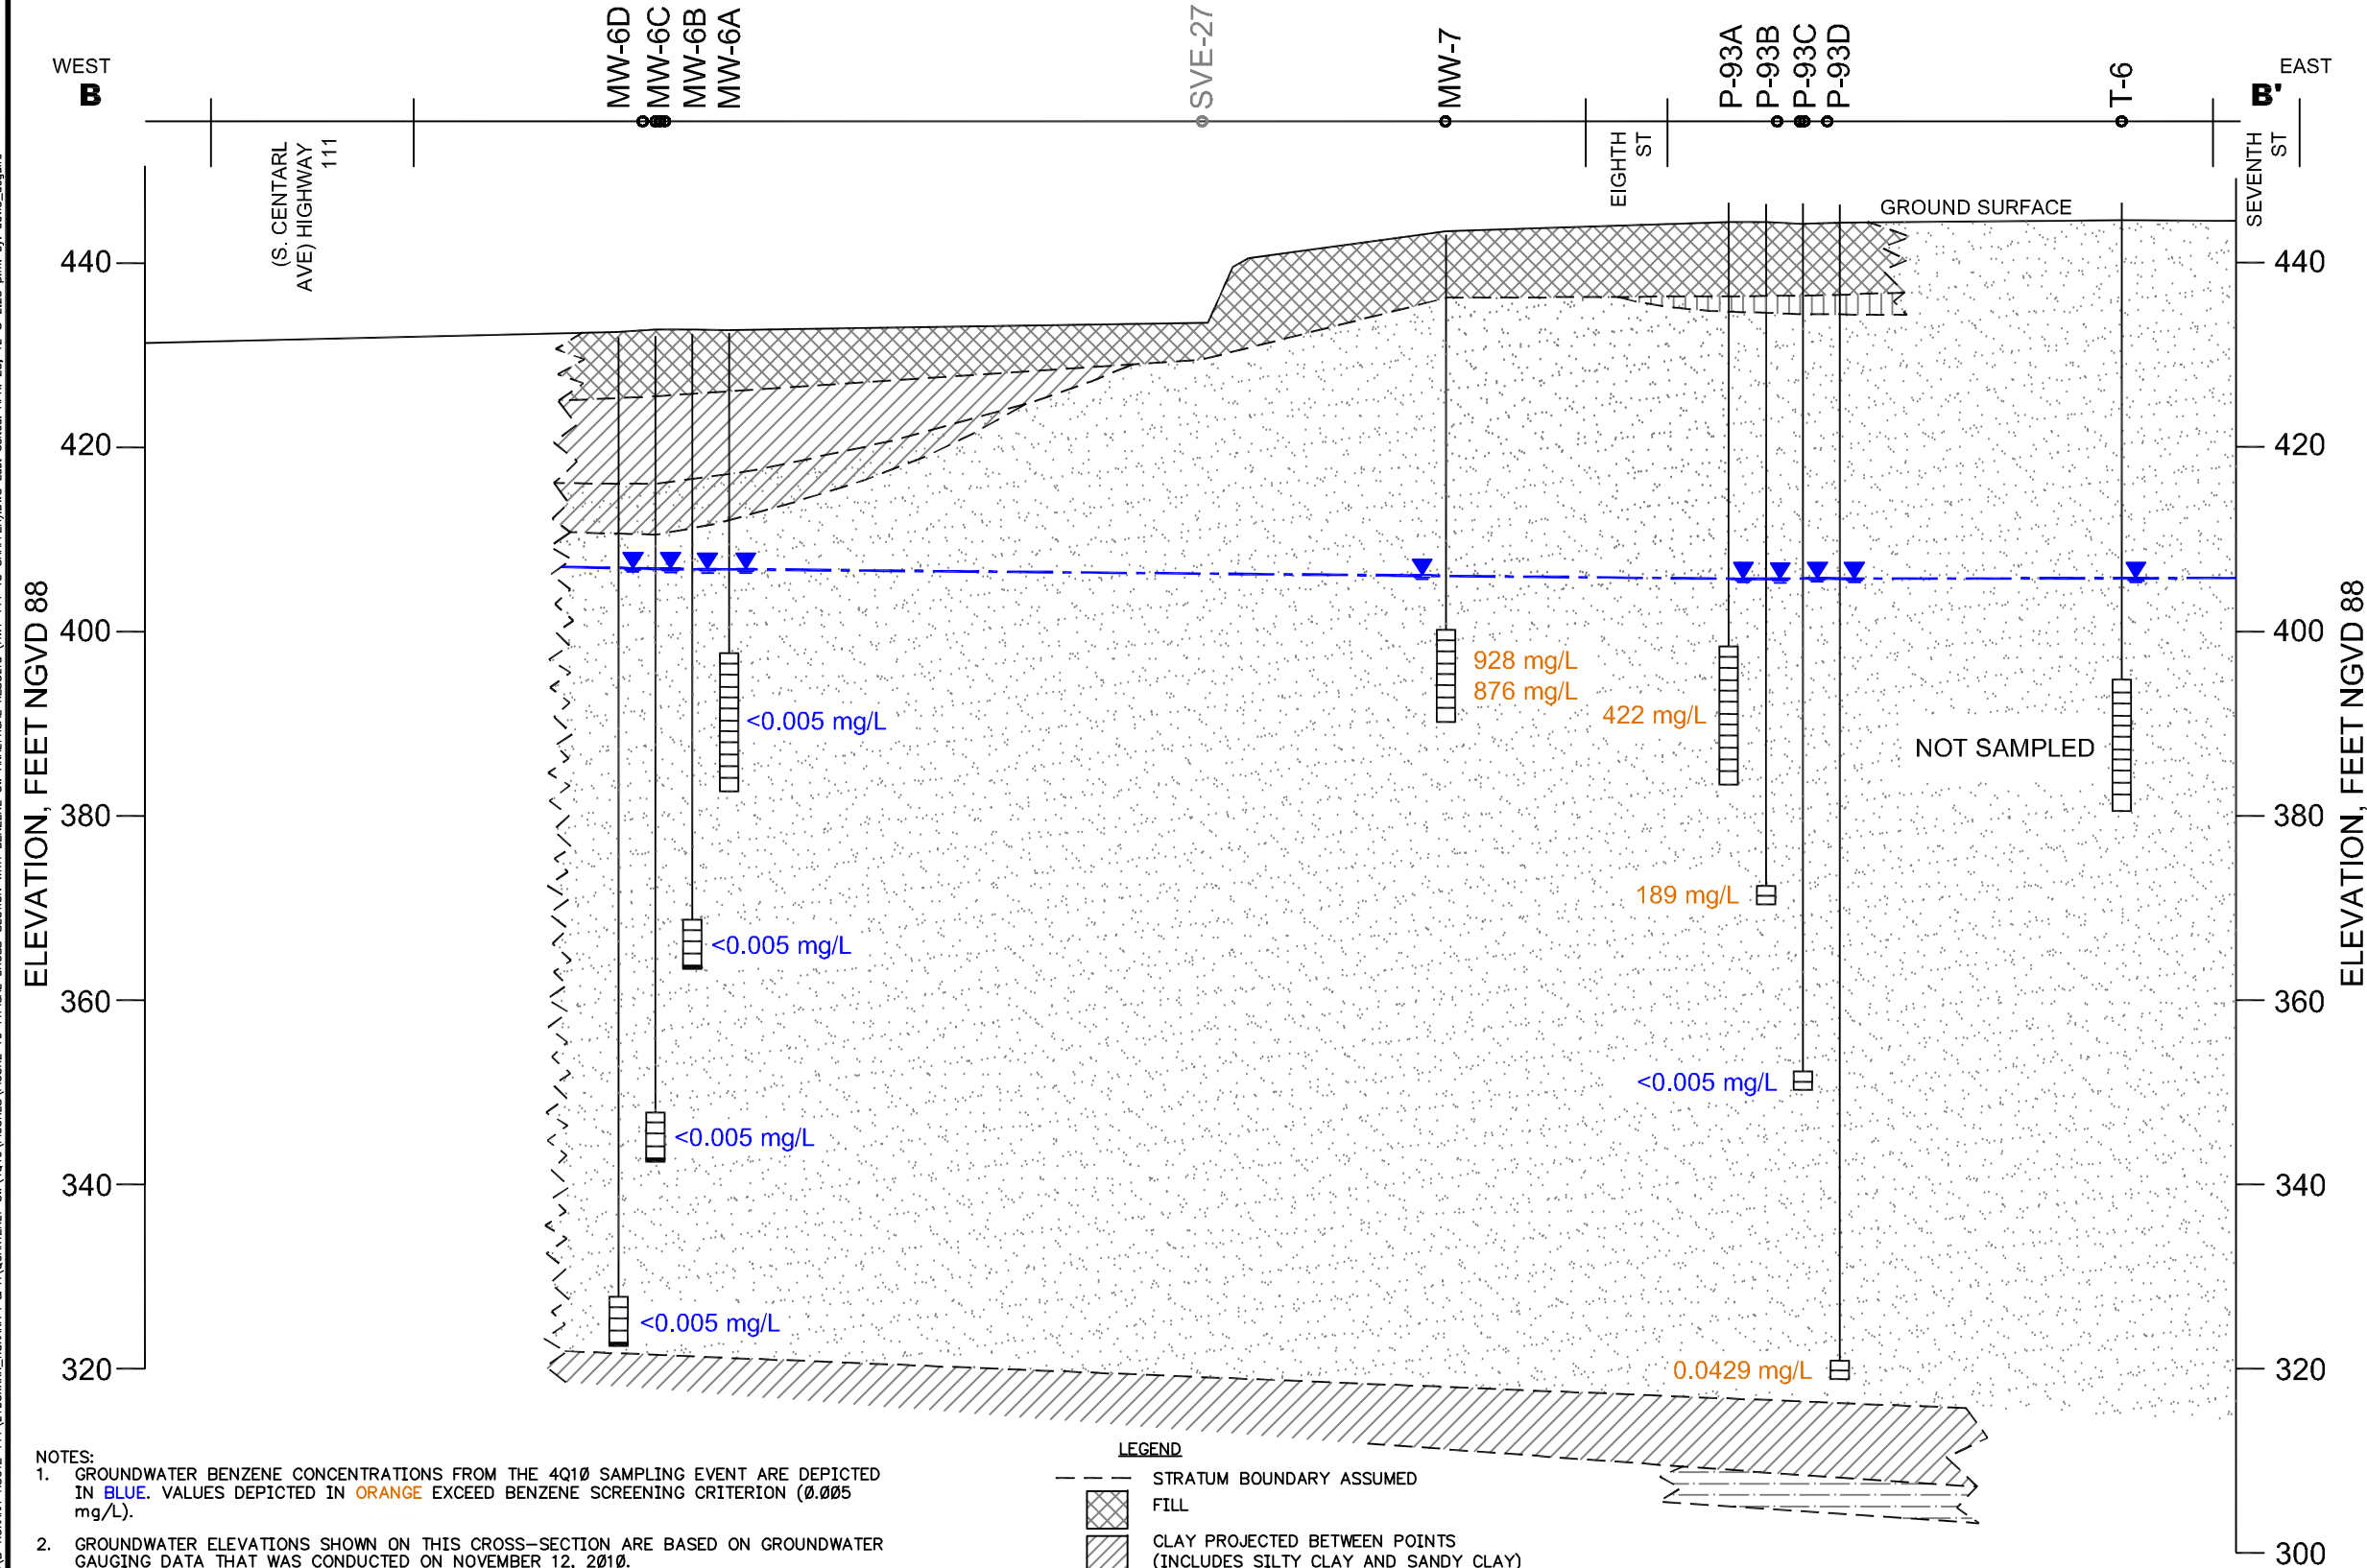 WEST
B
MW-6D
MW-6C
MW-6B
MW-6A
SVE-27
MW-7
P-93A
P-93B
P-93C
P-93D
T-6
EAST
B'
(S. CENTARL
AVE) HIGHWAY
111
EIGHTH
ST
SEVENTH
ST
GROUND SURFACE
ELEVATION, FEET NGVD 88
440
420
400
380
360
340
320
440
420
400
380
360
340
320
300
ELEVATION, FEET NGVD 88
928 mg/L
876 mg/L
<0.005 mg/L
422 mg/L
NOT SAMPLED
189 mg/L
<0.005 mg/L
<0.005 mg/L
<0.005 mg/L
<0.005 mg/L
0.0429 mg/L
NOTES:
1. GROUNDWATER BENZENE CONCENTRATIONS FROM THE 4Q10 SAMPLING EVENT ARE DEPICTED
IN BLUE. VALUES DEPICTED IN ORANGE EXCEED BENZENE SCREENING CRITERION (0.005
mg/L).
2. GROUNDWATER ELEVATIONS SHOWN ON THIS CROSS-SECTION ARE BASED ON GROUNDWATER
GAUGING DATA THAT WAS CONDUCTED ON NOVEMBER 12, 2010.
LEGEND
STRATUM BOUNDARY ASSUMED
FILL
CLAY PROJECTED BETWEEN POINTS
(INCLUDES SILTY CLAY AND SANDY CLAY)